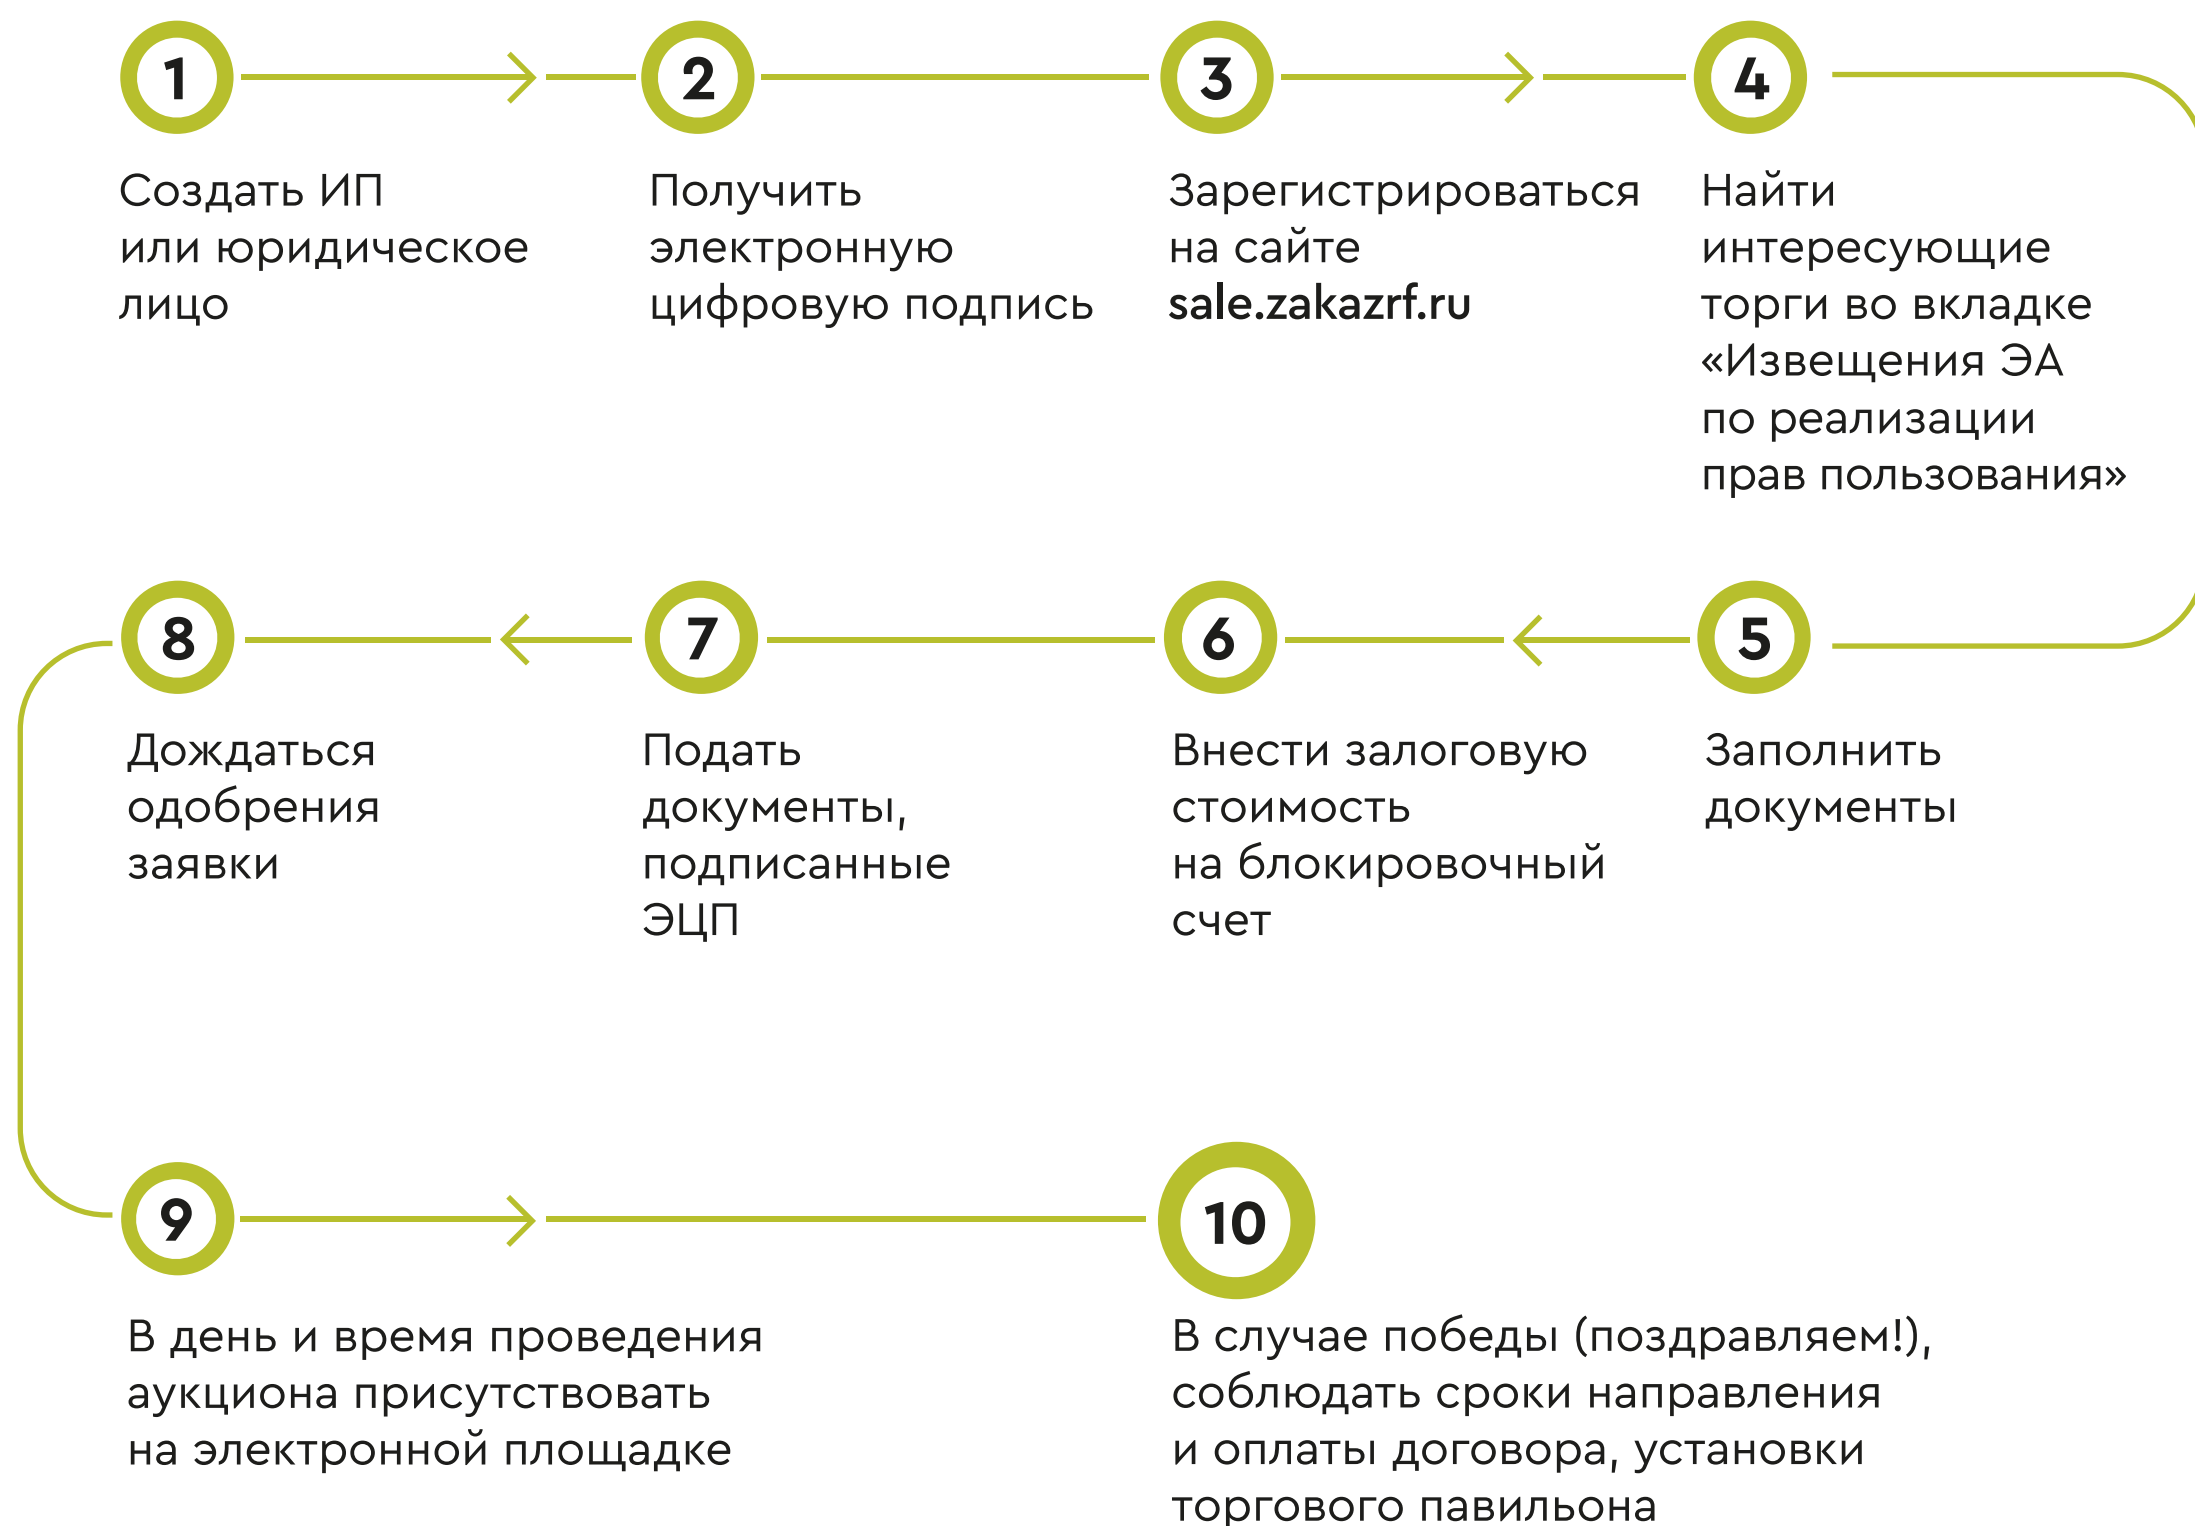 1
Создать ИП
или юридическое
лицо
2
Получить
электронную
цифровую подпись
3
Зарегистрироваться
на сайте
sale.zakazrf.ru
4
Найти
интересующие
торги во вкладке
«Извещения ЭА
по реализации
прав пользования»
5
Заполнить
документы
6
Внести залоговую
стоимость
на блокировочный
счет
7
Подать
документы,
подписанные
ЭЦП
8
Дождаться
одобрения
заявки
9
В день и время проведения
аукциона присутствовать
на электронной площадке
10
В случае победы (поздравляем!),
соблюдать сроки направления
и оплаты договора, установки
торгового павильона